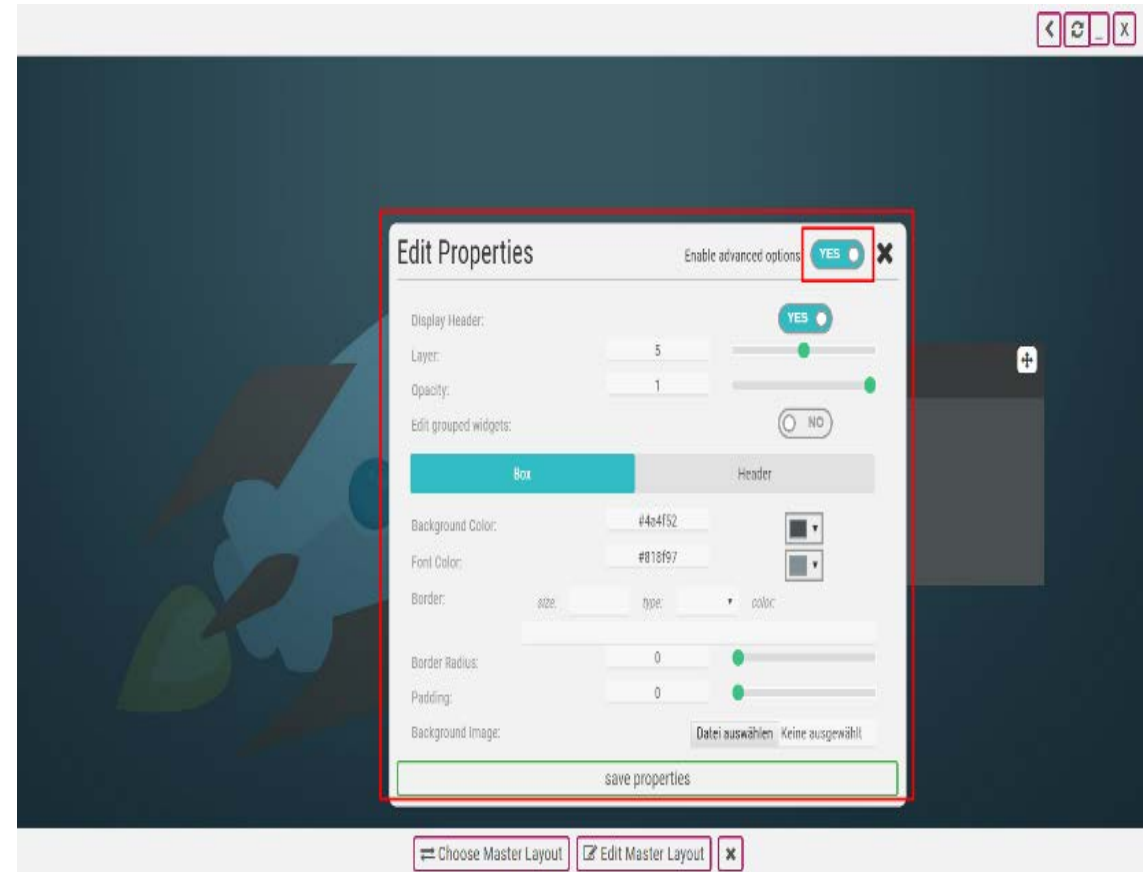 _ X
Edit Properties
Enable advanced options YES
Display Header: YES
Layer: 5
Opacity: 1
Edit grouped widgets: NO
Box Header
Background Color: #4a4f52
Font Color: #818f97
Border: size: type: color:
Border Radius: 0
Padding: 0
Background Image: Datei auswählen Keine ausgewählt
save properties
Choose Master Layout Edit Master Layout